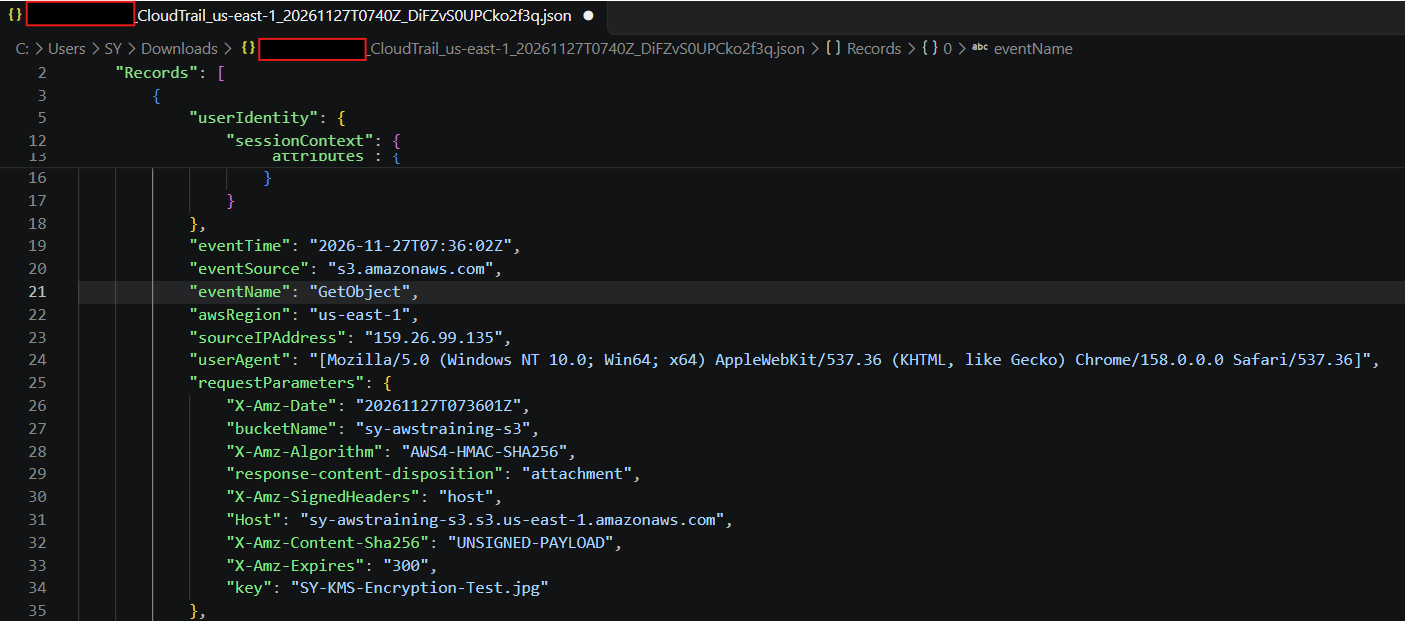 {} _CloudTrail_us-east-1_20261127T0740Z_DiFZvS0UPCko2f3q.json ●
C: > Users > SY > Downloads > {} _CloudTrail_us-east-1_20261127T0740Z_DiFZvS0UPCko2f3q.json > [ ] Records > { } 0 > abc eventName
2 "Records": [
3 {
5 "userIdentity": {
12 "sessionContext": {
13 attributes : {
16 }
17 }
18 },
19 "eventTime": "2026-11-27T07:36:02Z",
20 "eventSource": "s3.amazonaws.com",
21 "eventName": "GetObject",
22 "awsRegion": "us-east-1",
23 "sourceIPAddress": "159.26.99.135",
24 "userAgent": "[Mozilla/5.0 (Windows NT 10.0; Win64; x64) AppleWebKit/537.36 (KHTML, like Gecko) Chrome/158.0.0.0 Safari/537.36]",
25 "requestParameters": {
26 "X-Amz-Date": "20261127T073601Z",
27 "bucketName": "sy-awstraining-s3",
28 "X-Amz-Algorithm": "AWS4-HMAC-SHA256",
29 "response-content-disposition": "attachment",
30 "X-Amz-SignedHeaders": "host",
31 "Host": "sy-awstraining-s3.s3.us-east-1.amazonaws.com",
32 "X-Amz-Content-Sha256": "UNSIGNED-PAYLOAD",
33 "X-Amz-Expires": "300",
34 "key": "SY-KMS-Encryption-Test.jpg"
35 },